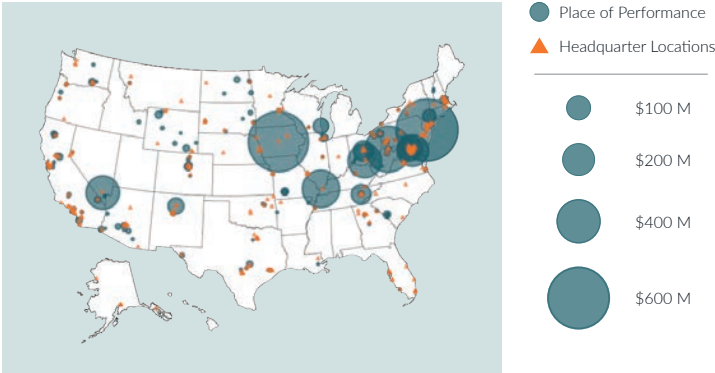 Place of Performance
Headquarter Locations
$100 M
$200 M
$400 M
$600 M